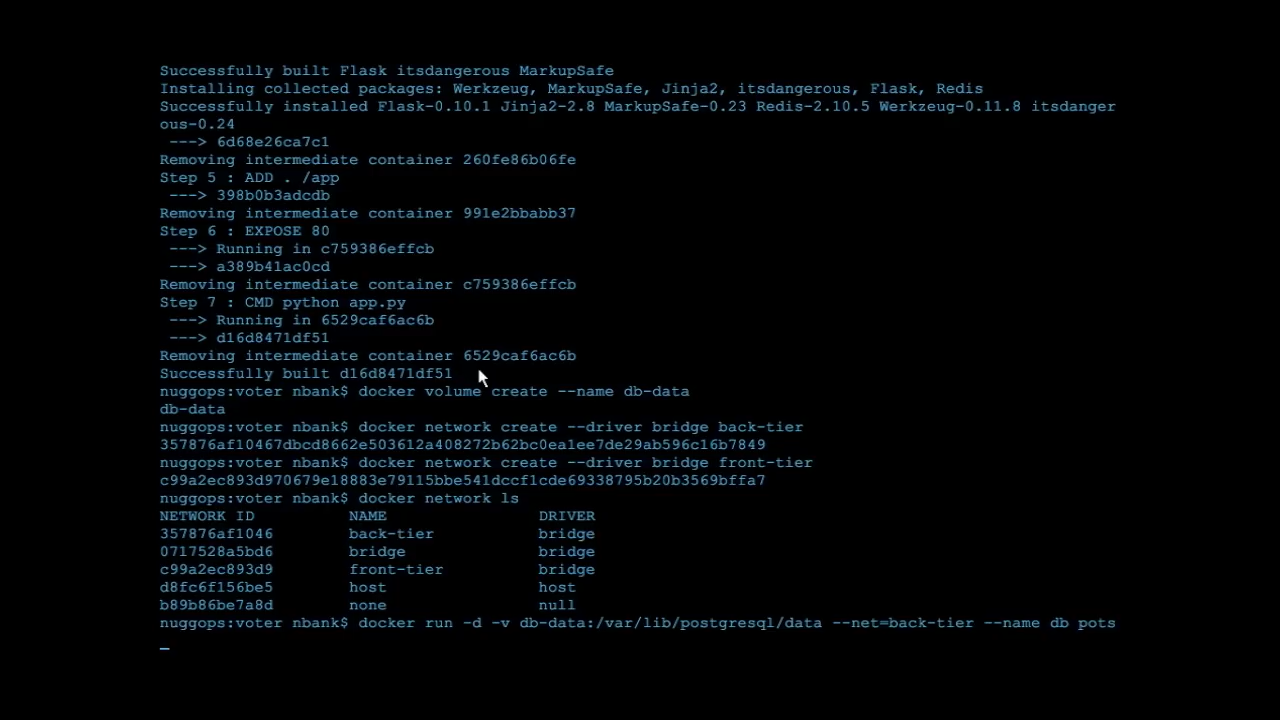 Successfully built Flask itsdangerous MarkupSafe
Installing collected packages: Werkzeug, MarkupSafe, Jinja2, itsdangerous, Flask, Redis
Successfully installed Flask-0.10.1 Jinja2-2.8 MarkupSafe-0.23 Redis-2.10.5 Werkzeug-0.11.8 itsdanger
ous-0.24
 ---> 6d68e26ca7c1
Removing intermediate container 260fe86b06fe
Step 5 : ADD . /app
 ---> 398b0b3adcdb
Removing intermediate container 991e2bbabb37
Step 6 : EXPOSE 80
 ---> Running in c759386effcb
 ---> a389b41ac0cd
Removing intermediate container c759386effcb
Step 7 : CMD python app.py
 ---> Running in 6529caf6ac6b
 ---> d16d8471df51
Removing intermediate container 6529caf6ac6b
Successfully built d16d8471df51
nuggops:voter nbank$ docker volume create --name db-data
db-data
nuggops:voter nbank$ docker network create --driver bridge back-tier
357876af10467dbcd8662e503612a408272b62bc0ea1ee7de29ab596c16b7849
nuggops:voter nbank$ docker network create --driver bridge front-tier
c99a2ec893d970679e18883e79115bbe541dccf1cde69338795b20b3569bffa7
nuggops:voter nbank$ docker network ls
NETWORK ID NAME DRIVER
357876af1046 back-tier bridge
0717528a5bd6 bridge bridge
c99a2ec893d9 front-tier bridge
d8fc6f156be5 host host
b89b86be7a8d none null
nuggops:voter nbank$ docker run -d -v db-data:/var/lib/postgresql/data --net=back-tier --name db pots